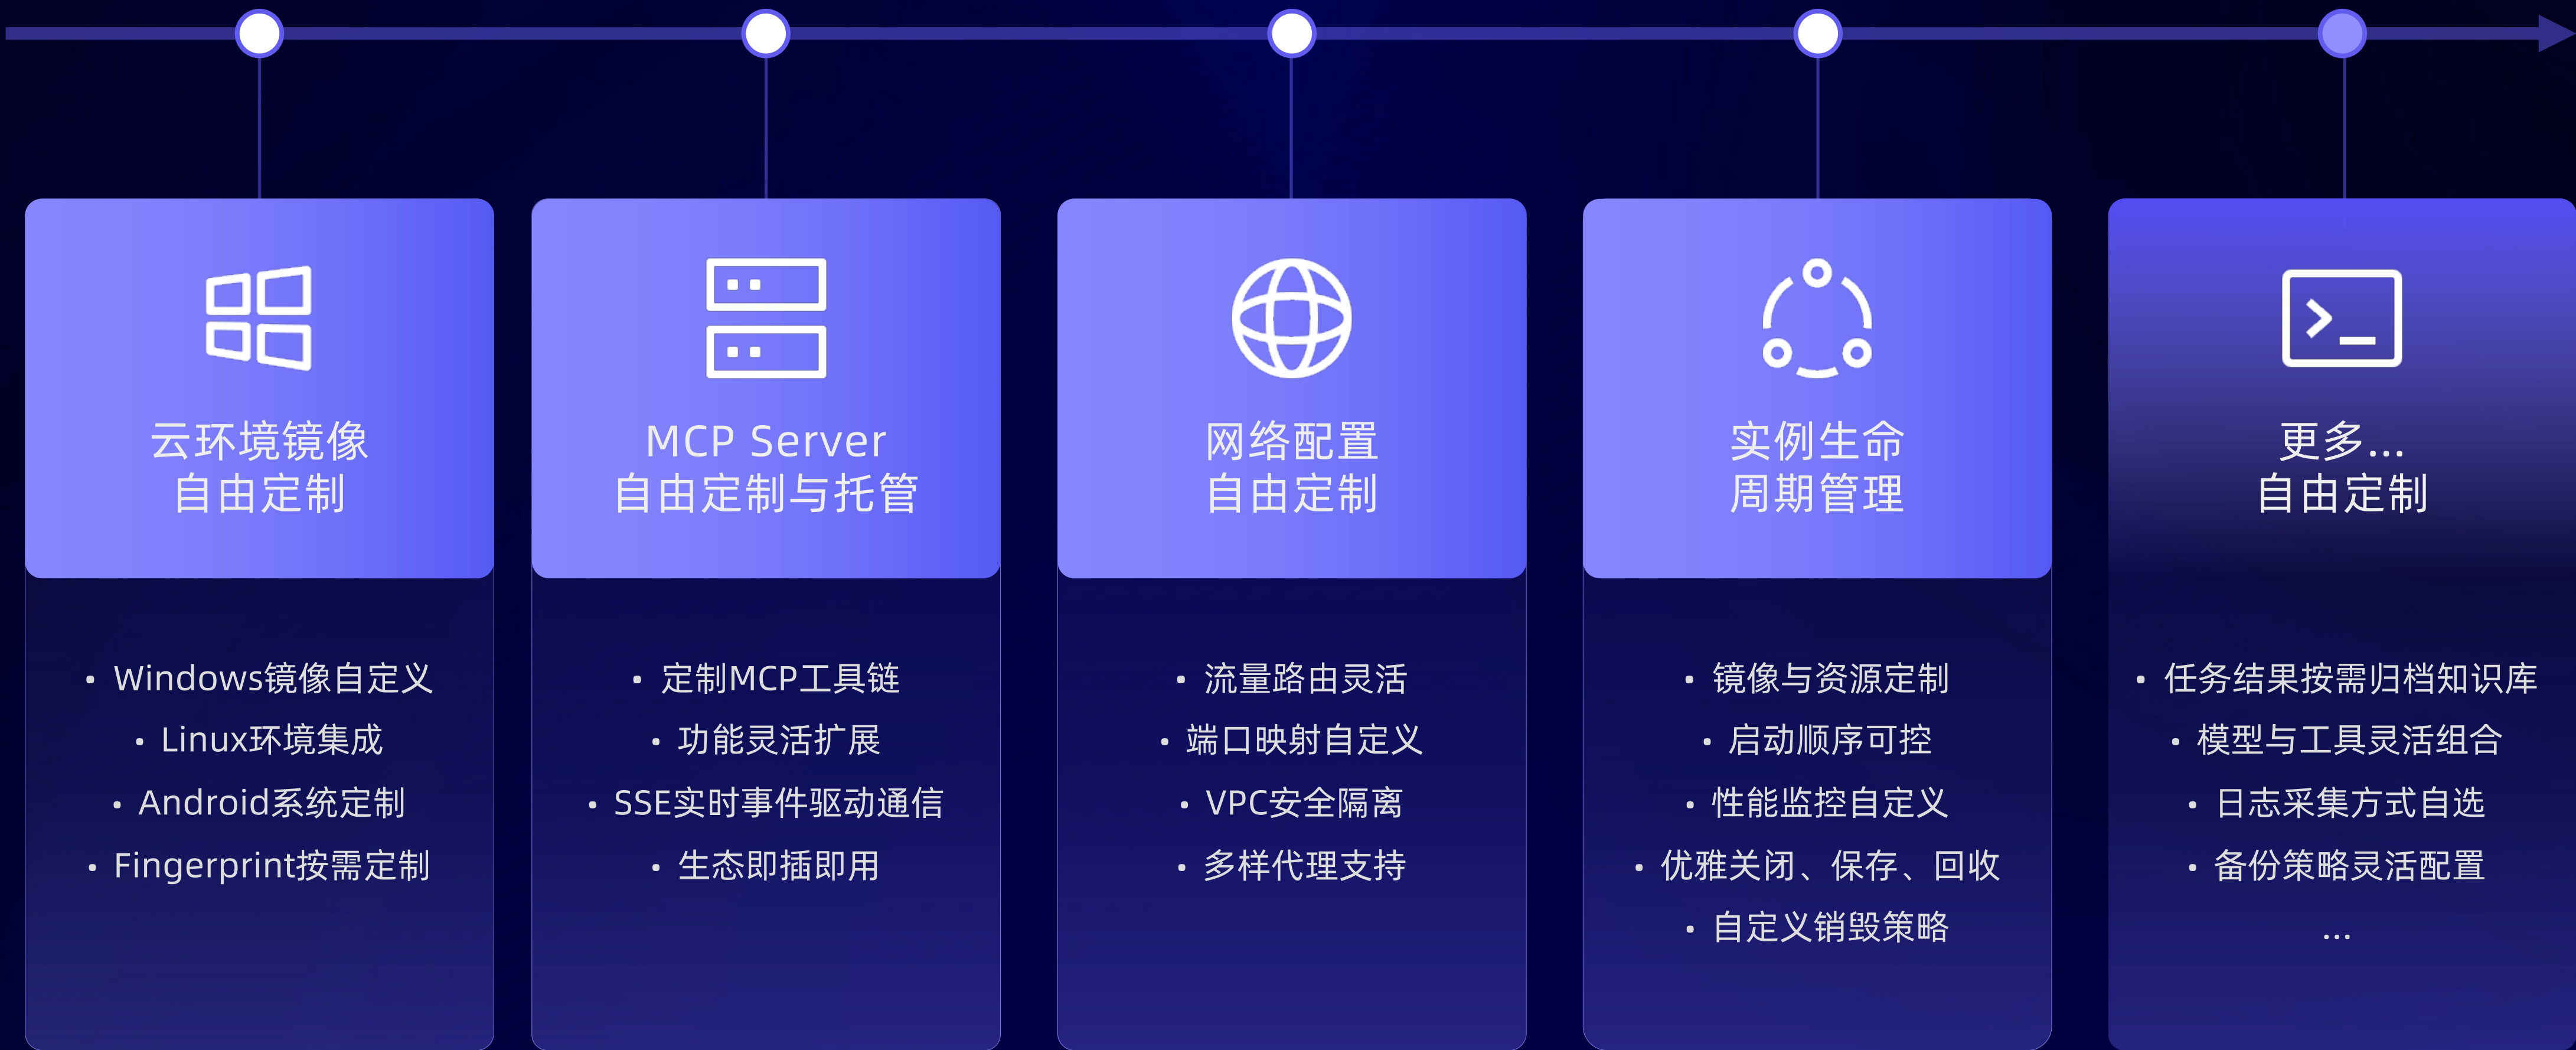 云环境镜像
自由定制
• Windows镜像自定义
• Linux环境集成
• Android系统定制
• Fingerprint按需定制
MCP Server
自由定制与托管
• 定制MCP工具链
• 功能灵活扩展
• SSE实时事件驱动通信
• 生态即插即用
网络配置
自由定制
• 流量路由灵活
• 端口映射自定义
• VPC安全隔离
• 多样代理支持
实例生命
周期管理
• 镜像与资源定制
• 启动顺序可控
• 性能监控自定义
• 优雅关闭、保存、回收
• 自定义销毁策略
更多...
自由定制
• 任务结果按需归档知识库
• 模型与工具灵活组合
• 日志采集方式自选
• 备份策略灵活配置
...